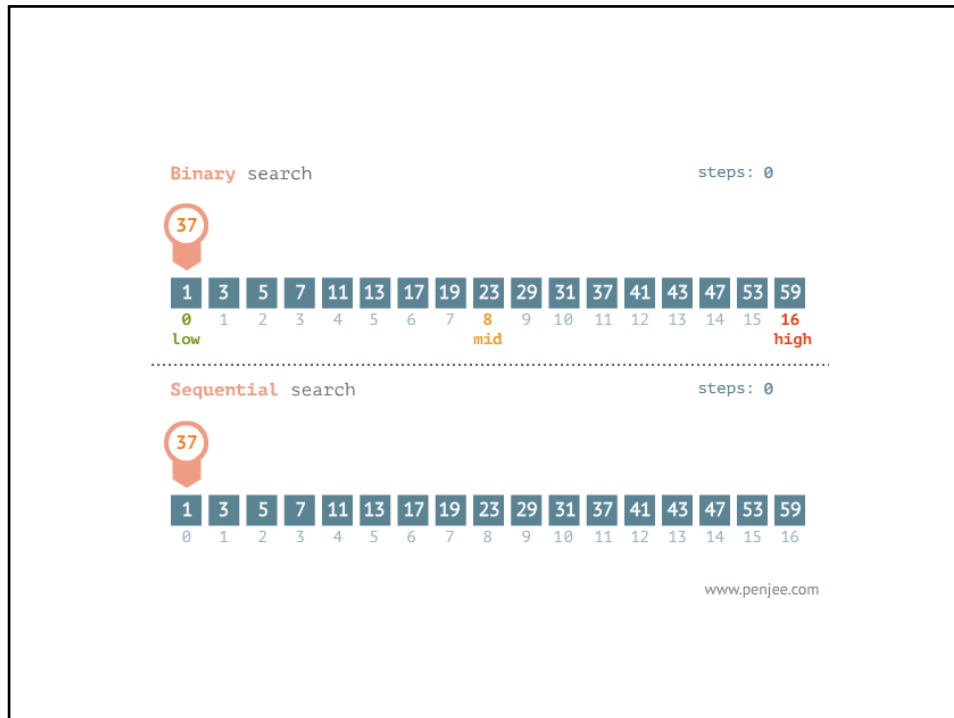 Binary search steps: 0
37
1 3 5 7 11 13 17 19 23 29 31 37 41 43 47 53 59
0 1 2 3 4 5 6 7 8 9 10 11 12 13 14 15 16
low mid high
Sequential search steps: 0
37
1 3 5 7 11 13 17 19 23 29 31 37 41 43 47 53 59
0 1 2 3 4 5 6 7 8 9 10 11 12 13 14 15 16
www.penjee.com